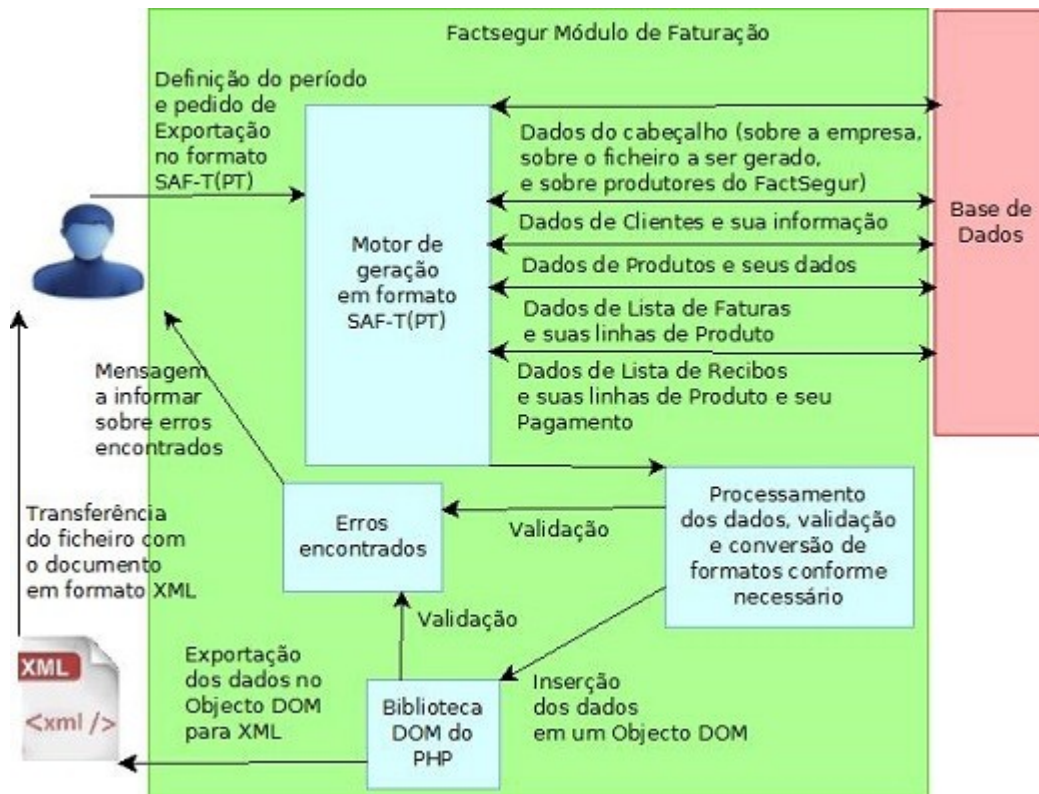 Factsegur Módulo de Faturação
Definição do período
e pedido de
Exportação
no formato
SAF-T(PT)
Motor de
geração
em formato
SAF-T(PT)
Dados do cabeçalho (sobre a empresa,
sobre o ficheiro a ser gerado,
e sobre produtores do FactSegur)
Dados de Clientes e sua informação
Dados de Produtos e seus dados
Dados de Lista de Faturas
e suas linhas de Produto
Dados de Lista de Recibos
e suas linhas de Produto e seu
Pagamento
Base de
Dados
Mensagem
a informar
sobre erros
encontrados
Erros
encontrados
Validação
Processamento
dos dados, validação
e conversão de
formatos conforme
necessário
Transferência
do ficheiro com
o documento
em formato XML
Validação
XML
<xml />
Exportação
dos dados no
Objecto DOM
para XML
Biblioteca
DOM do
PHP
Inserção
dos dados
em um Objecto DOM